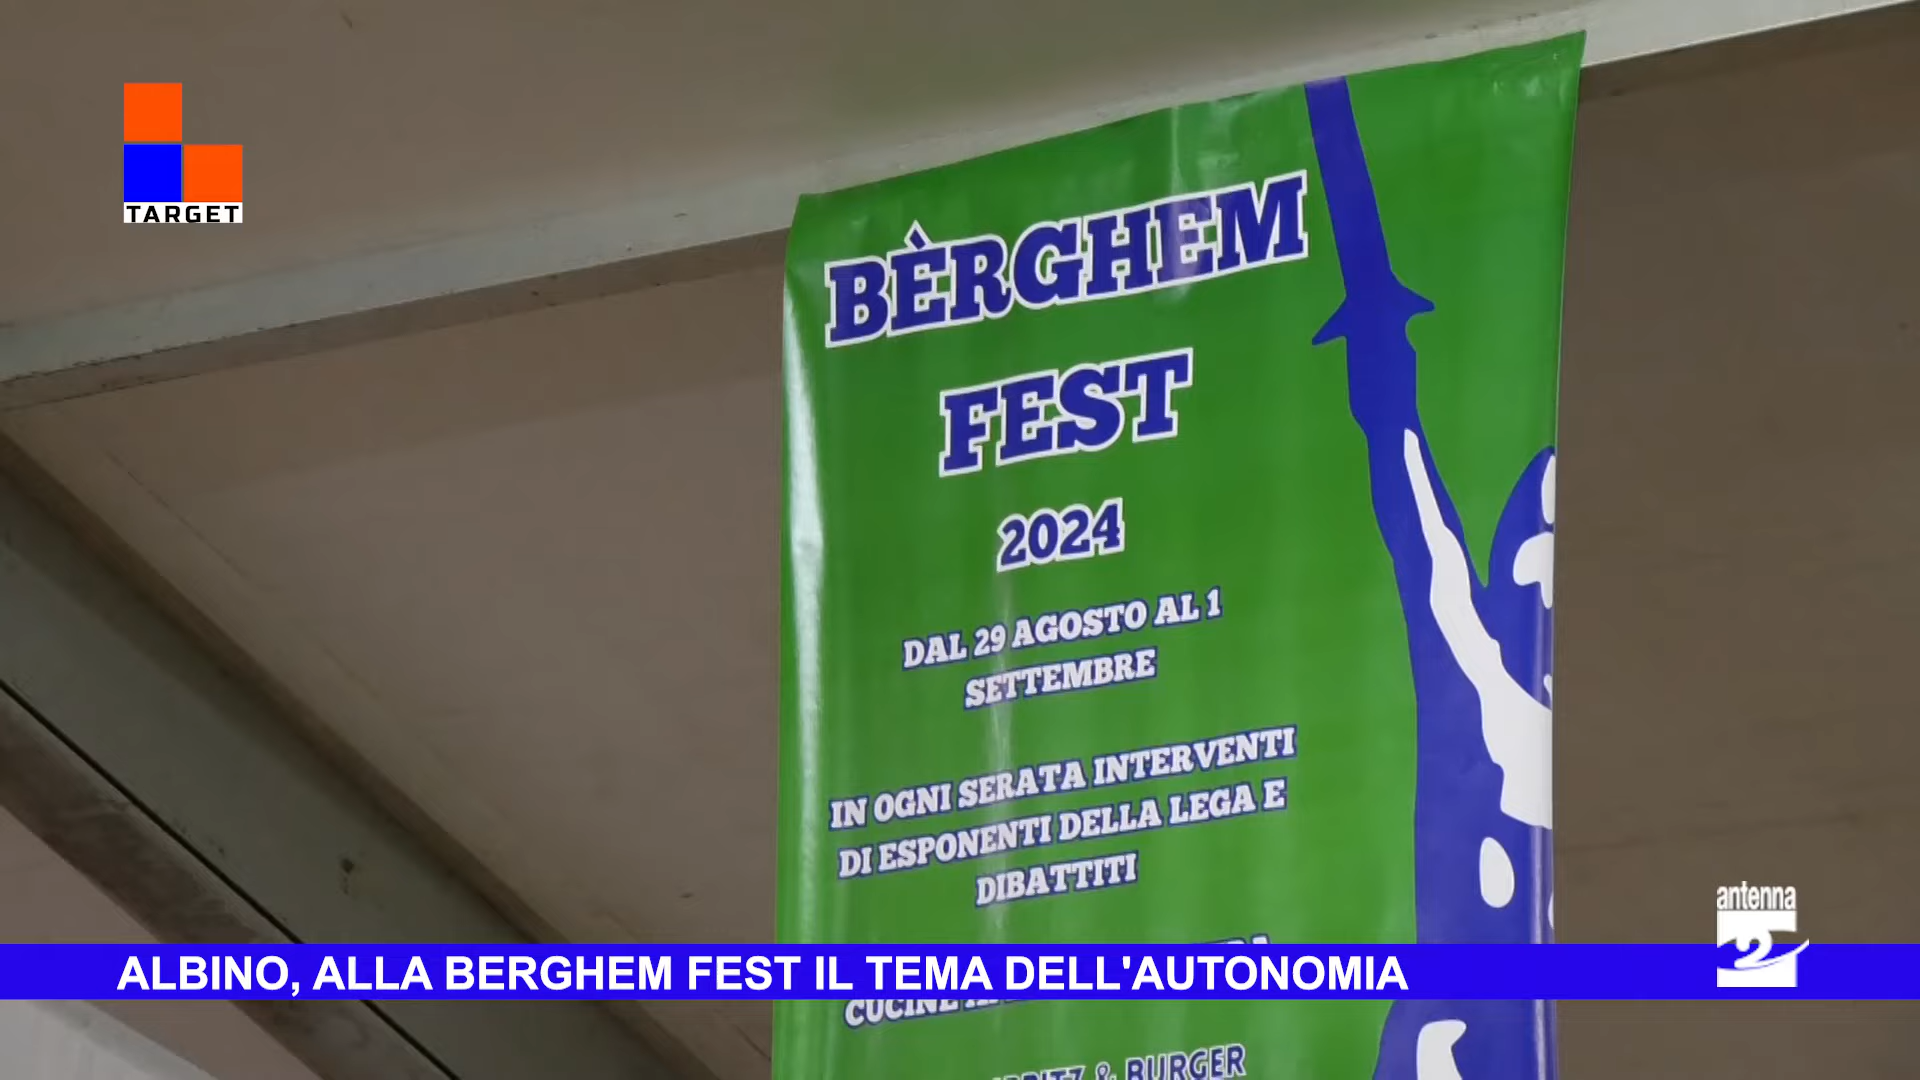 TARGET
BÈRGHEM
FEST
2024
DAL 29 AGOSTO AL 1
SETTEMBRE
IN OGNI SERATA INTERVENTI
DI ESPONENTI DELLA LEGA E
DIBATTITI
CUCINE
& BURGER
antenna
2
ALBINO, ALLA BERGHEM FEST IL TEMA DELL'AUTONOMIA